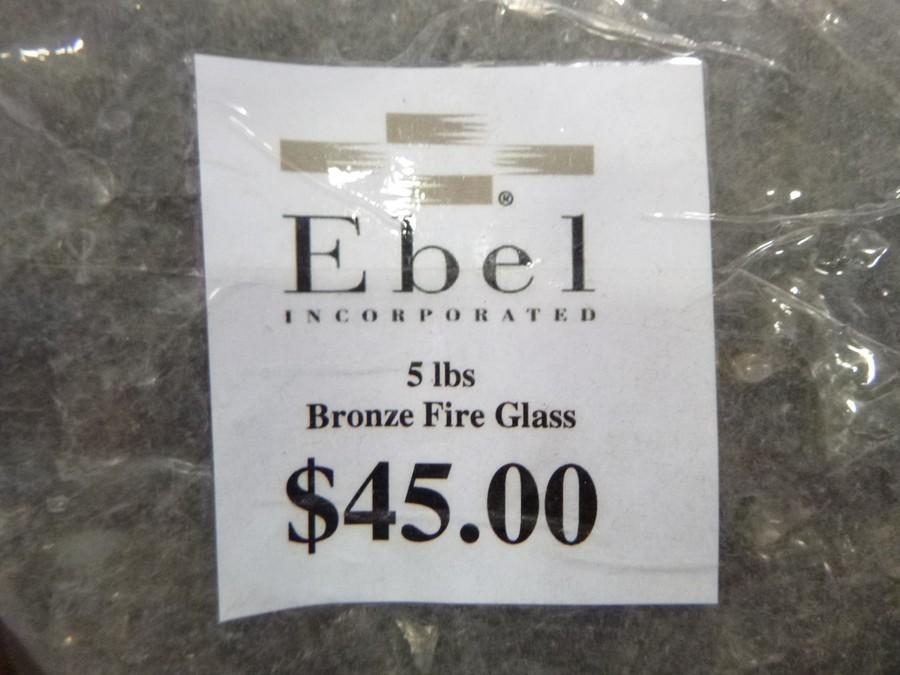 ®
Ebel
INCORPORATED
5 lbs
Bronze Fire Glass
$45.00